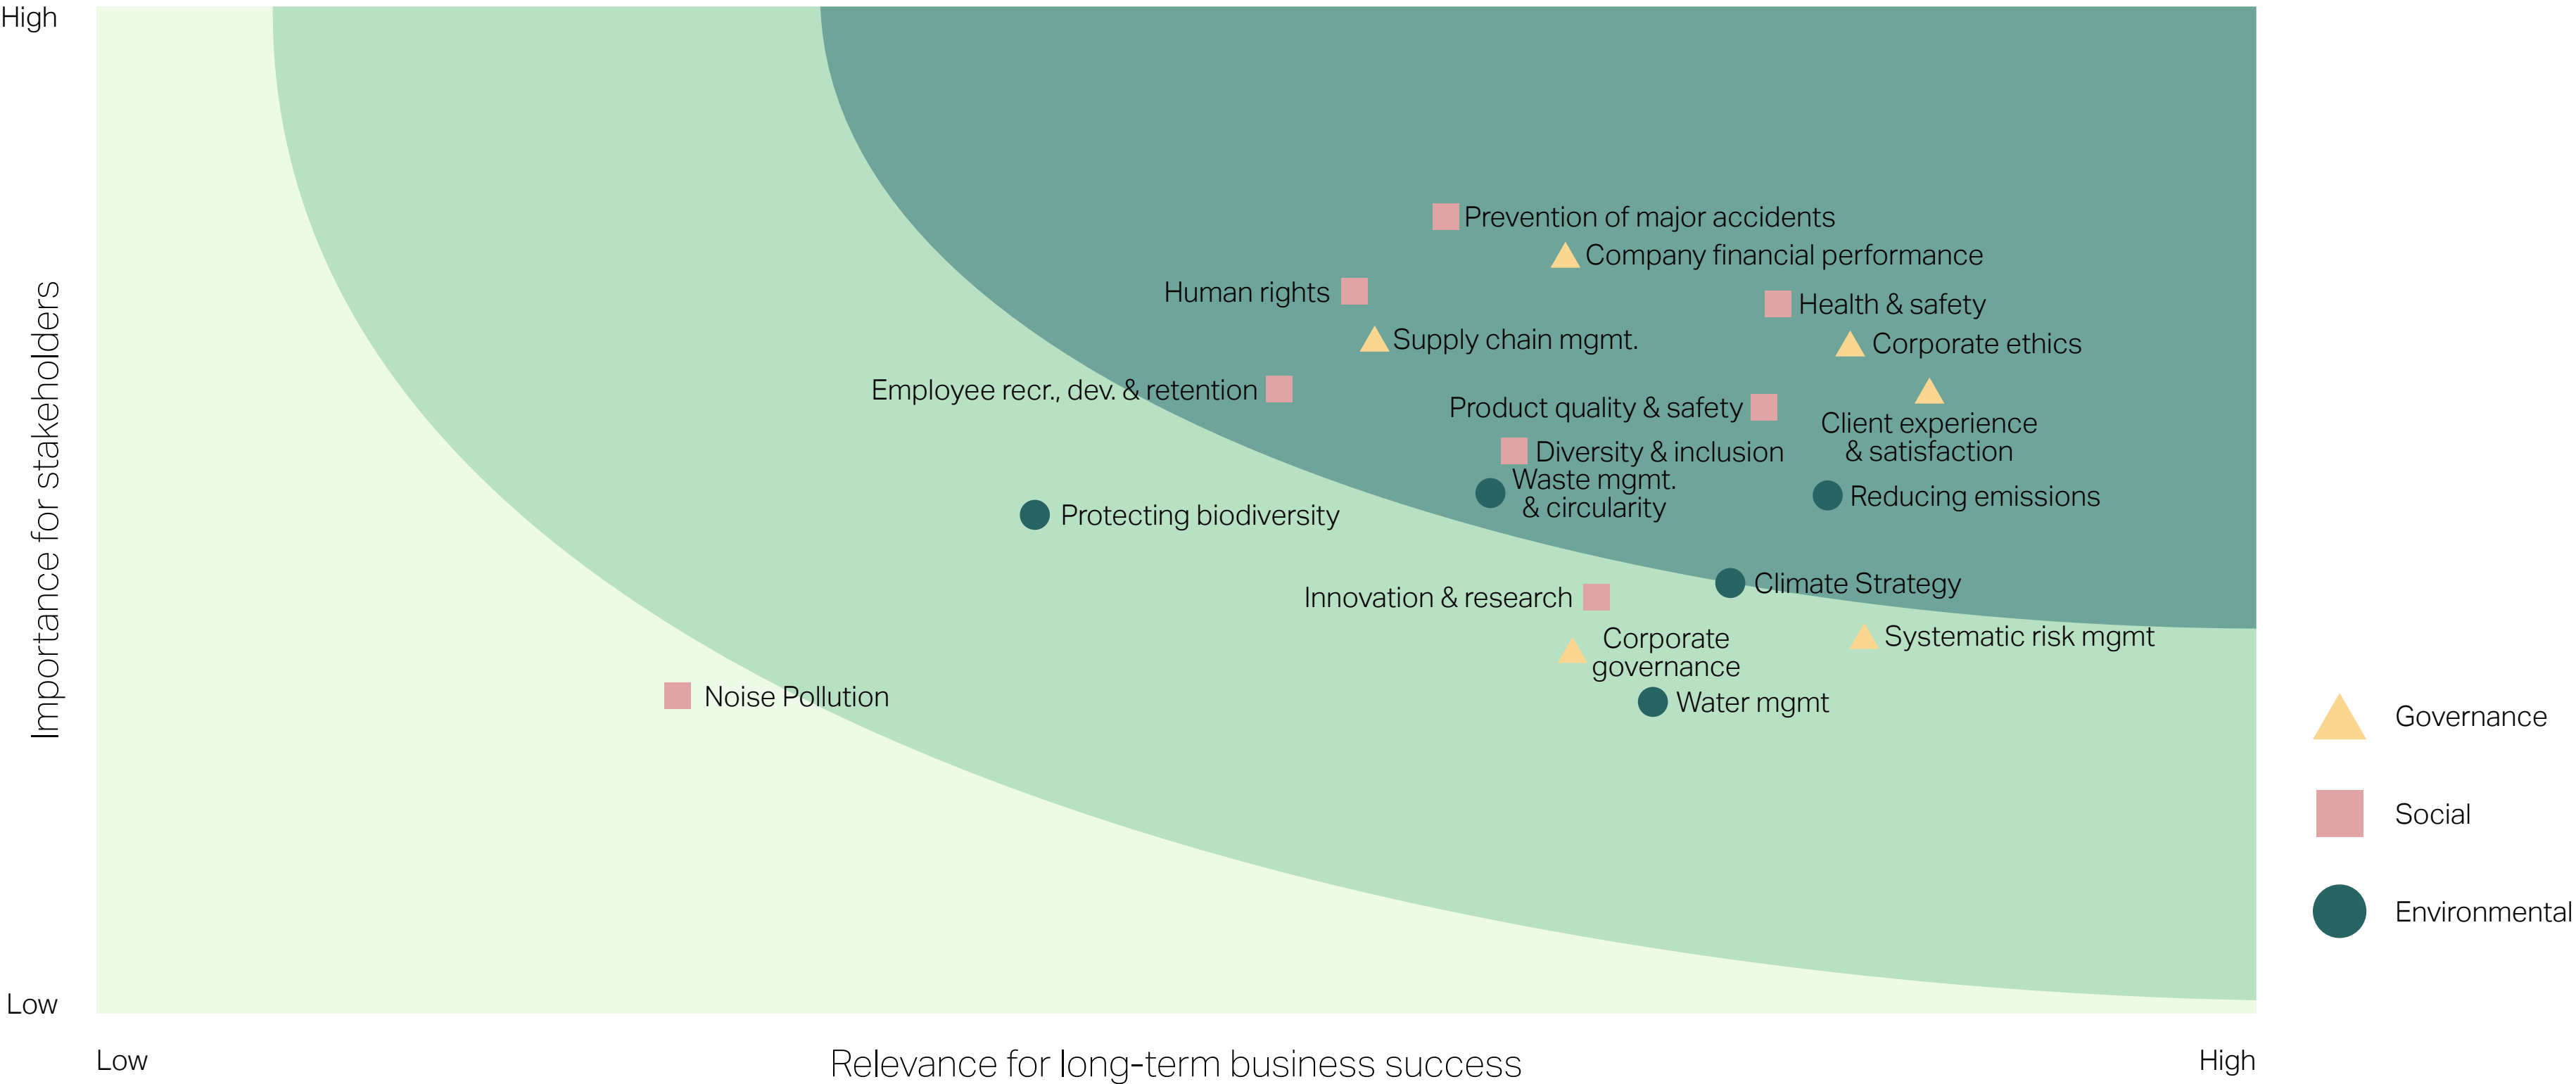 High
Importance for stakeholders
Prevention of major accidents
Company financial performance
Human rights
Health & safety
Supply chain mgmt.
Corporate ethics
Employee recr., dev. & retention
Product quality & safety
Client experience
& satisfaction
Diversity & inclusion
Waste mgmt.
& circularity
Reducing emissions
Protecting biodiversity
Climate Strategy
Innovation & research
Corporate
governance
Systematic risk mgmt
Noise Pollution
Water mgmt
Governance
Social
Environmental
Low
Low
Relevance for long-term business success
High